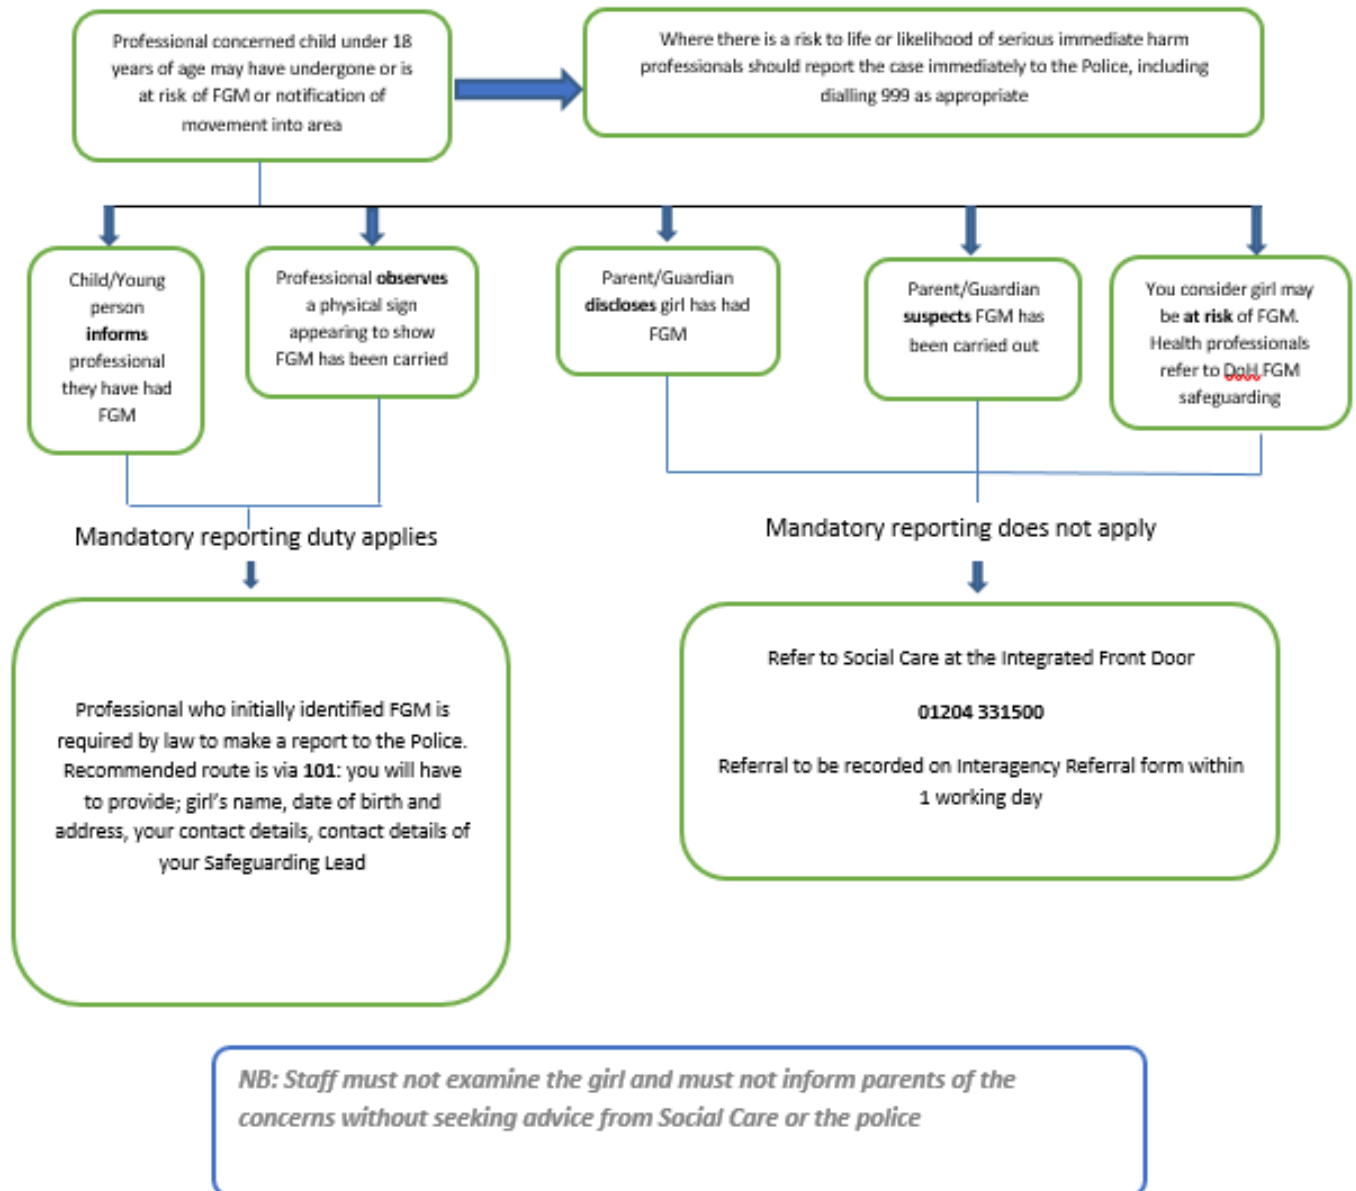 Professional concerned child under 18
years of age may have undergone or is
at risk of FGM or notification of
movement into area
Where there is a risk to life or likelihood of serious immediate harm
professionals should report the case immediately to the Police, including
dialling 999 as appropriate
Child/Young
person
informs
professional
they have had
FGM
Professional observes
a physical sign
appearing to show
FGM has been carried
Parent/Guardian
discloses girl has had
FGM
Parent/Guardian
suspects FGM has
been carried out
You consider girl may
be at risk of FGM.
Health professionals
refer to DoH FGM
safeguarding
Mandatory reporting duty applies
Mandatory reporting does not apply
Professional who initially identified FGM is
required by law to make a report to the Police.
Recommended route is via 101: you will have
to provide; girl's name, date of birth and
address, your contact details, contact details of
your Safeguarding Lead
Refer to Social Care at the Integrated Front Door
01204 331500
Referral to be recorded on Interagency Referral form within
1 working day
NB: Staff must not examine the girl and must not inform parents of the
concerns without seeking advice from Social Care or the police